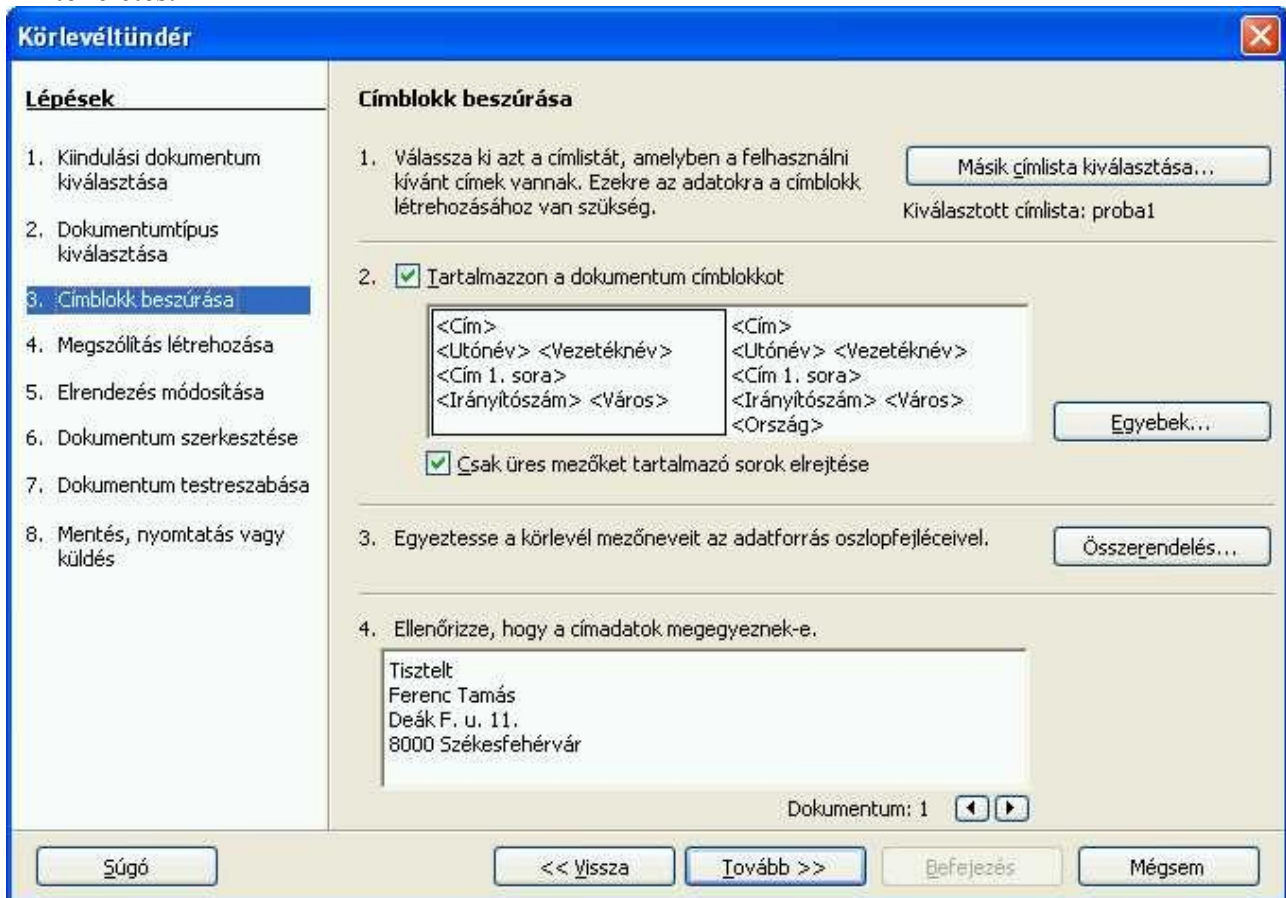 Körlevéltündér
Lépések
1. Kiindulási dokumentum
kiválasztása
2. Dokumentumtípus
kiválasztása
3. Címblokk beszúrása
4. Megszólítás létrehozása
5. Elrendezés módosítása
6. Dokumentum szerkesztése
7. Dokumentum testreszabása
8. Mentés, nyomtatás vagy
küldés
Címblokk beszúrása
1. Válassza ki azt a címlistát, amelyben a felhasználni
kívánt címek vannak. Ezekre az adatokra a címblokk
létrehozásához van szükség.
Másik címlista kiválasztása...
Kiválasztott címlista: proba1
2. Tartalmazzon a dokumentum címblokkot
<Cím>
<Utónév> <Vezetéknév>
<Cím 1. sora>
<Irányítószám> <Város>
<Cím>
<Utónév> <Vezetéknév>
<Cím 1. sora>
<Irányítószám> <Város>
<Ország>
Egyebek...
Csak üres mezőket tartalmazó sorok elrejtése
3. Egyeztesse a körlevél mezőneveit az adatforrás oszlopfejléceivel.
Összerendelés...
4. Ellenőrizze, hogy a címadatok megegyeznek-e.
Tisztelt
Ferenc Tamás
Deák F. u. 11.
8000 Székesfehérvár
Dokumentum: 1
Súgó
<< Vissza
Tovább >>
Befejezés
Mégsem